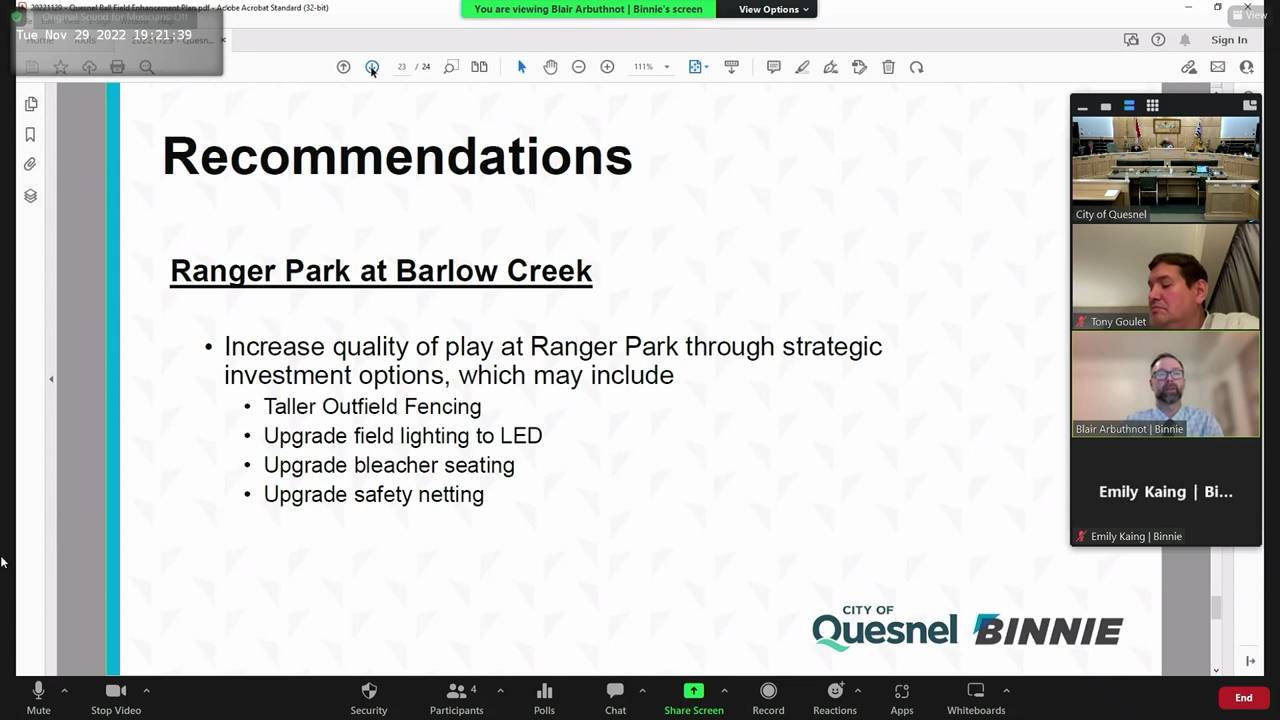 20221129 - Quesnel Ball Field Enhancement Plan.pdf - Adobe Acrobat Standard (32-bit)
You are viewing Blair Arbuthnot | Binnie's screen
View Options
View
Original Sound for Musicians: Off
Tue Nov 29 2022 19:21:39
Home Tools 20221129 - Quesn...
Sign In
23 / 24
111%
Recommendations
Ranger Park at Barlow Creek
• Increase quality of play at Ranger Park through strategic
investment options, which may include
• Taller Outfield Fencing
• Upgrade field lighting to LED
• Upgrade bleacher seating
• Upgrade safety netting
CITY OF
Quesnel
BINNIE
City of Quesnel
Tony Goulet
Blair Arbuthnot | Binnie
Emily Kaing | Bi...
Emily Kaing | Binnie
Mute
Stop Video
Security
Participants
4
Polls
Chat
Share Screen
Record
Reactions
Apps
Whiteboards
End